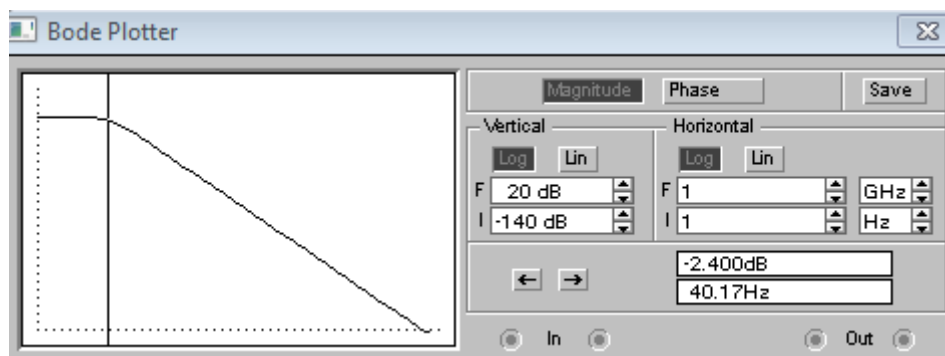 Bode Plotter
Magnitude Phase Save
Vertical Horizontal
Log Lin Log Lin
F 20 dB F 1 GHz
I -140 dB I 1 Hz
← → -2.400dB
40.17Hz
In Out